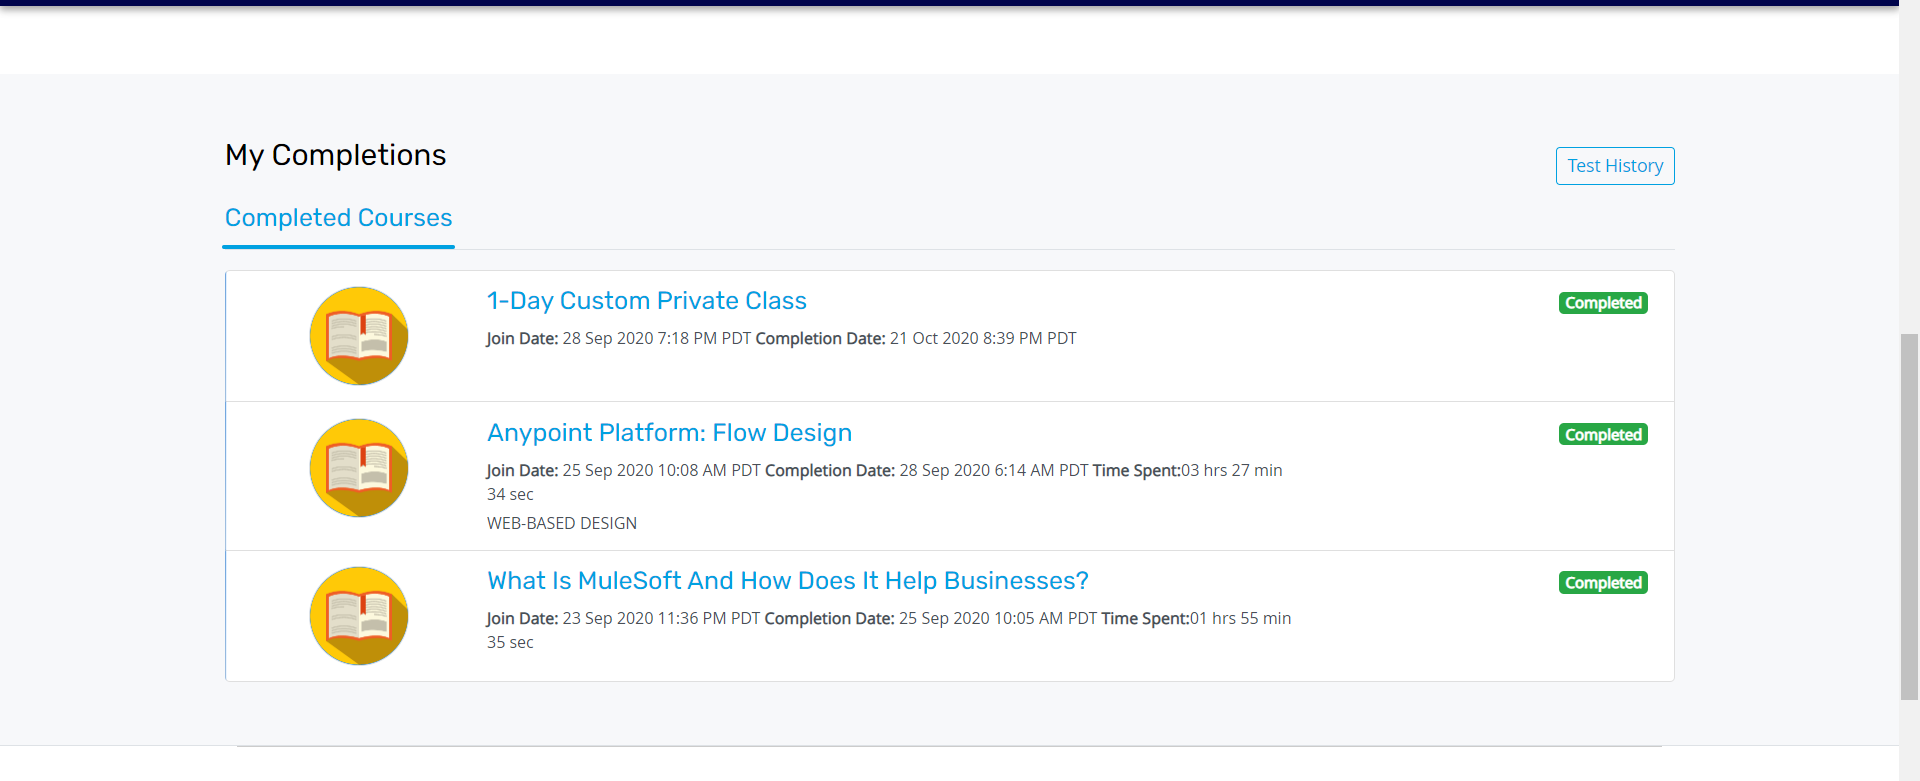 My Completions
Test History
Completed Courses
1-Day Custom Private Class
Completed
Join Date: 28 Sep 2020 7:18 PM PDT Completion Date: 21 Oct 2020 8:39 PM PDT
Anypoint Platform: Flow Design
Completed
Join Date: 25 Sep 2020 10:08 AM PDT Completion Date: 28 Sep 2020 6:14 AM PDT Time Spent:03 hrs 27 min
34 sec
WEB-BASED DESIGN
What Is MuleSoft And How Does It Help Businesses?
Completed
Join Date: 23 Sep 2020 11:36 PM PDT Completion Date: 25 Sep 2020 10:05 AM PDT Time Spent:01 hrs 55 min
35 sec